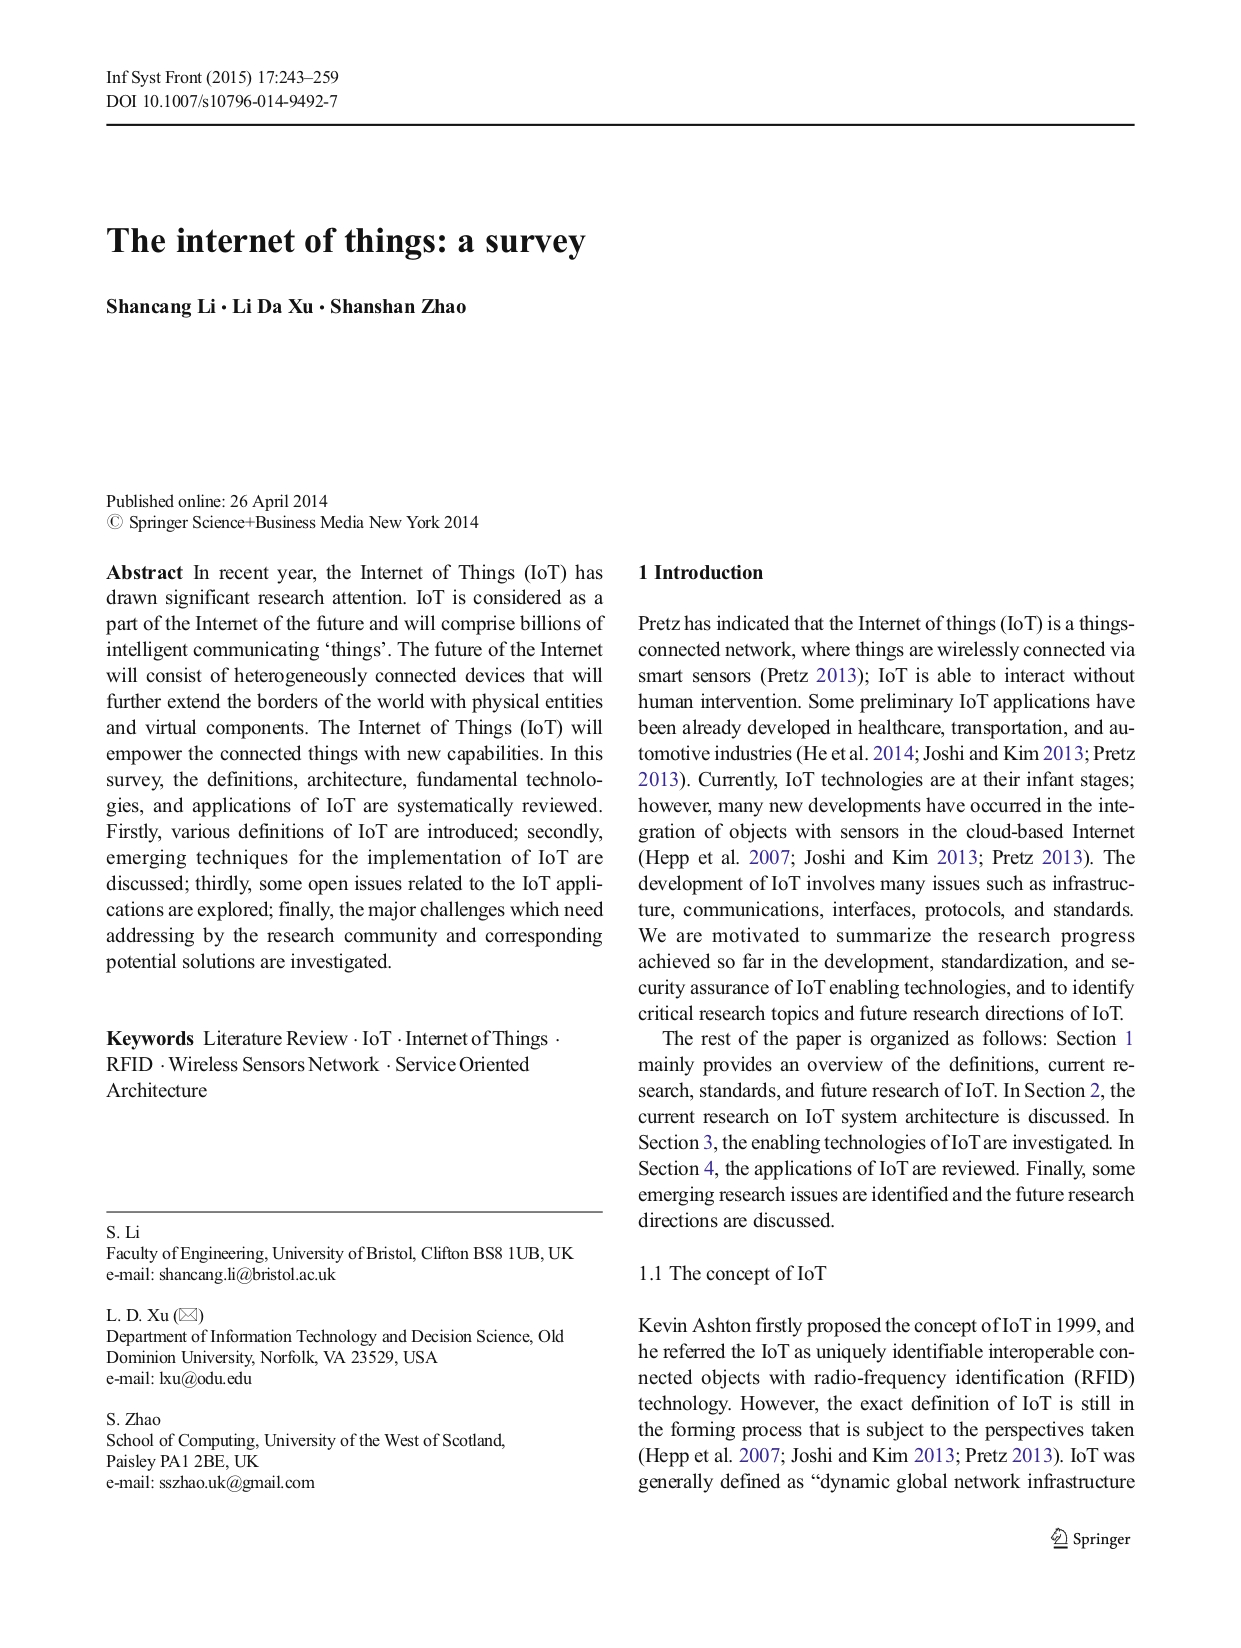 Inf Syst Front (2015) 17:243–259
DOI 10.1007/s10796-014-9492-7
The internet of things: a survey
Shancang Li · Li Da Xu · Shanshan Zhao
Published online: 26 April 2014
© Springer Science+Business Media New York 2014
Abstract In recent year, the Internet of Things (IoT) has
drawn significant research attention. IoT is considered as a
part of the Internet of the future and will comprise billions of
intelligent communicating ‘things’. The future of the Internet
will consist of heterogeneously connected devices that will
further extend the borders of the world with physical entities
and virtual components. The Internet of Things (IoT) will
empower the connected things with new capabilities. In this
survey, the definitions, architecture, fundamental technolo-
gies, and applications of IoT are systematically reviewed.
Firstly, various definitions of IoT are introduced; secondly,
emerging techniques for the implementation of IoT are
discussed; thirdly, some open issues related to the IoT appli-
cations are explored; finally, the major challenges which need
addressing by the research community and corresponding
potential solutions are investigated.
Keywords Literature Review · IoT · Internet of Things ·
RFID · Wireless Sensors Network · Service Oriented
Architecture
S. Li
Faculty of Engineering, University of Bristol, Clifton BS8 1UB, UK
e-mail: shancang.li@bristol.ac.uk
L. D. Xu (✉)
Department of Information Technology and Decision Science, Old
Dominion University, Norfolk, VA 23529, USA
e-mail: lxu@odu.edu
S. Zhao
School of Computing, University of the West of Scotland,
Paisley PA1 2BE, UK
e-mail: sszhao.uk@gmail.com
1 Introduction
Pretz has indicated that the Internet of things (IoT) is a things-
connected network, where things are wirelessly connected via
smart sensors (Pretz 2013); IoT is able to interact without
human intervention. Some preliminary IoT applications have
been already developed in healthcare, transportation, and au-
tomotive industries (He et al. 2014; Joshi and Kim 2013; Pretz
2013). Currently, IoT technologies are at their infant stages;
however, many new developments have occurred in the inte-
gration of objects with sensors in the cloud-based Internet
(Hepp et al. 2007; Joshi and Kim 2013; Pretz 2013). The
development of IoT involves many issues such as infrastruc-
ture, communications, interfaces, protocols, and standards.
We are motivated to summarize the research progress
achieved so far in the development, standardization, and se-
curity assurance of IoT enabling technologies, and to identify
critical research topics and future research directions of IoT.
The rest of the paper is organized as follows: Section 1
mainly provides an overview of the definitions, current re-
search, standards, and future research of IoT. In Section 2, the
current research on IoT system architecture is discussed. In
Section 3, the enabling technologies of IoT are investigated. In
Section 4, the applications of IoT are reviewed. Finally, some
emerging research issues are identified and the future research
directions are discussed.
1.1 The concept of IoT
Kevin Ashton firstly proposed the concept of IoT in 1999, and
he referred the IoT as uniquely identifiable interoperable con-
nected objects with radio-frequency identification (RFID)
technology. However, the exact definition of IoT is still in
the forming process that is subject to the perspectives taken
(Hepp et al. 2007; Joshi and Kim 2013; Pretz 2013). IoT was
generally defined as “dynamic global network infrastructure
Springer